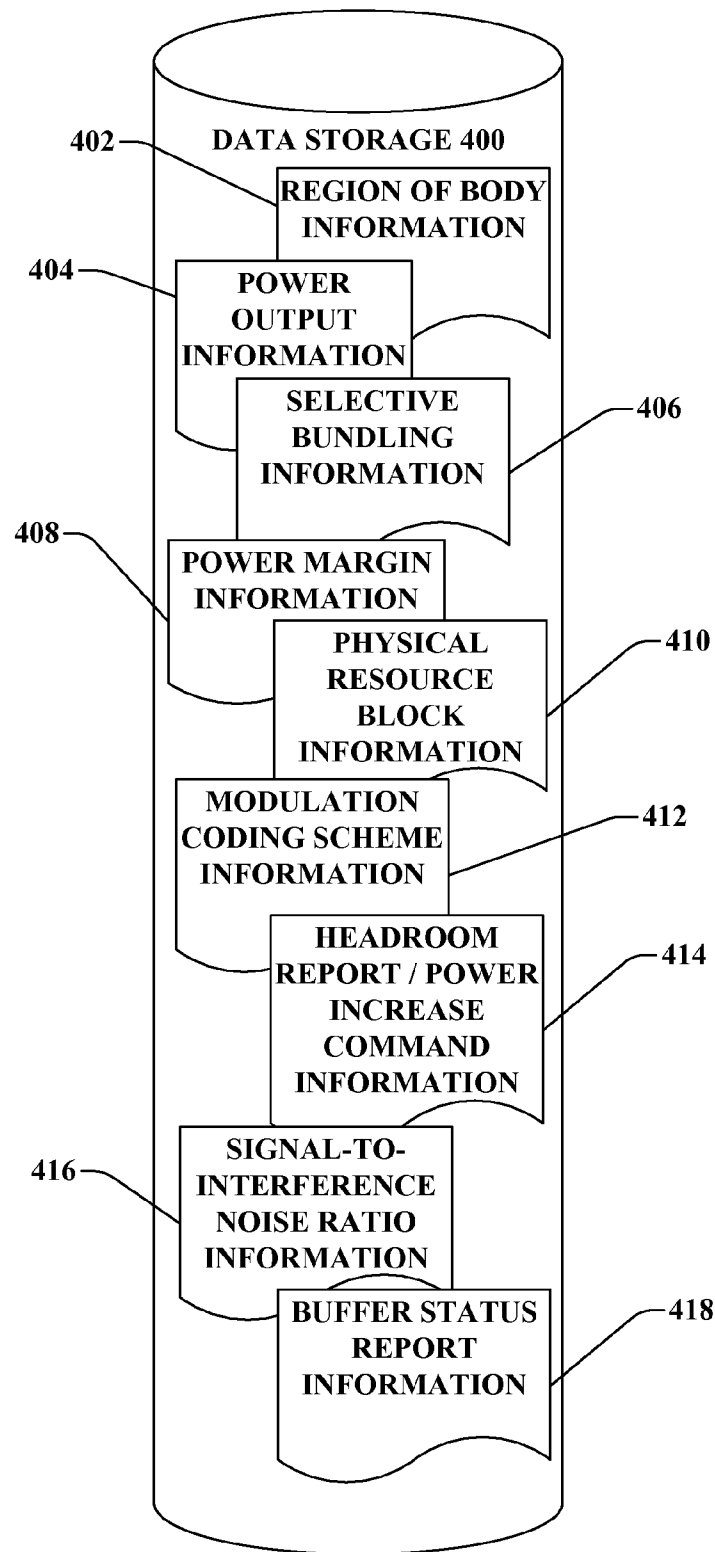 DATA STORAGE 400
402
REGION OF BODY
INFORMATION
404
POWER
OUTPUT
INFORMATION
SELECTIVE
BUNDLING
INFORMATION
406
408
POWER MARGIN
INFORMATION
PHYSICAL
RESOURCE
BLOCK
INFORMATION
410
MODULATION
CODING SCHEME
INFORMATION
412
HEADROOM
REPORT / POWER
INCREASE
COMMAND
INFORMATION
414
416
SIGNAL-TO-
INTERFERENCE
NOISE RATIO
INFORMATION
BUFFER STATUS
REPORT
INFORMATION
418